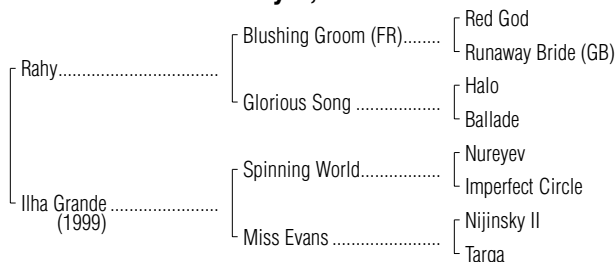 Red God
Blushing Groom (FR)........
Runaway Bride (GB)
Rahy.................................
Halo
Glorious Song .................
Ballade
Nureyev
Spinning World................
Imperfect Circle
Ilha Grande ......................
(1999)
Nijinsky II
Miss Evans ......................
Targa